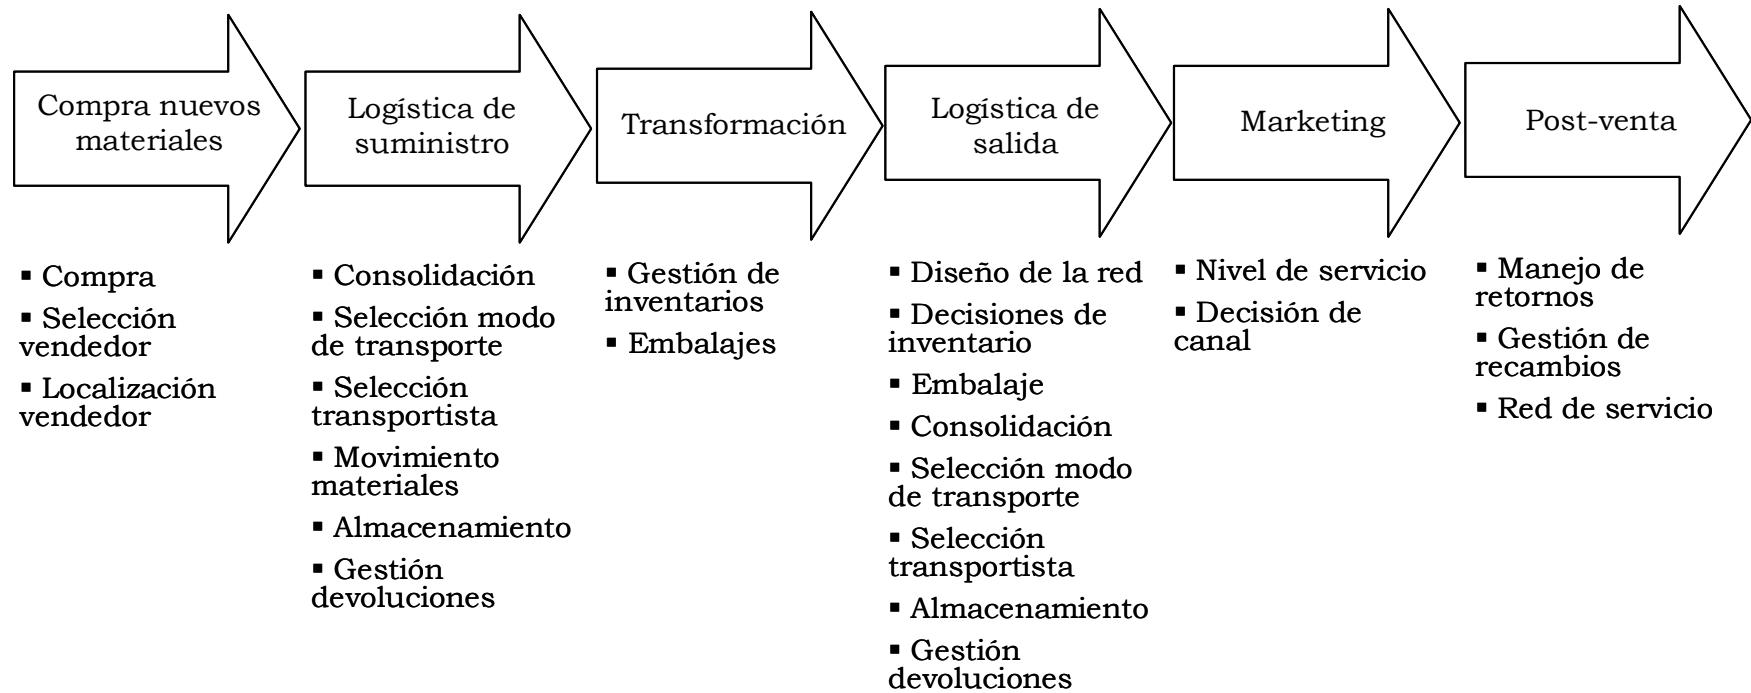 Compra nuevos
materiales
Logística de
suministro
Transformación
Logística de
salida
Marketing
Post-venta
▪ Compra
▪ Selección
vendedor
▪ Localización
vendedor
▪ Consolidación
▪ Selección modo
de transporte
▪ Selección
transportista
▪ Movimiento
materiales
▪ Almacenamiento
▪ Gestión
devoluciones
▪ Gestión de
inventarios
▪ Embalajes
▪ Diseño de la red
▪ Decisiones de
inventario
▪ Embalaje
▪ Consolidación
▪ Selección modo
de transporte
▪ Selección
transportista
▪ Almacenamiento
▪ Gestión
devoluciones
▪ Nivel de servicio
▪ Decisión de
canal
▪ Manejo de
retornos
▪ Gestión de
recambios
▪ Red de servicio